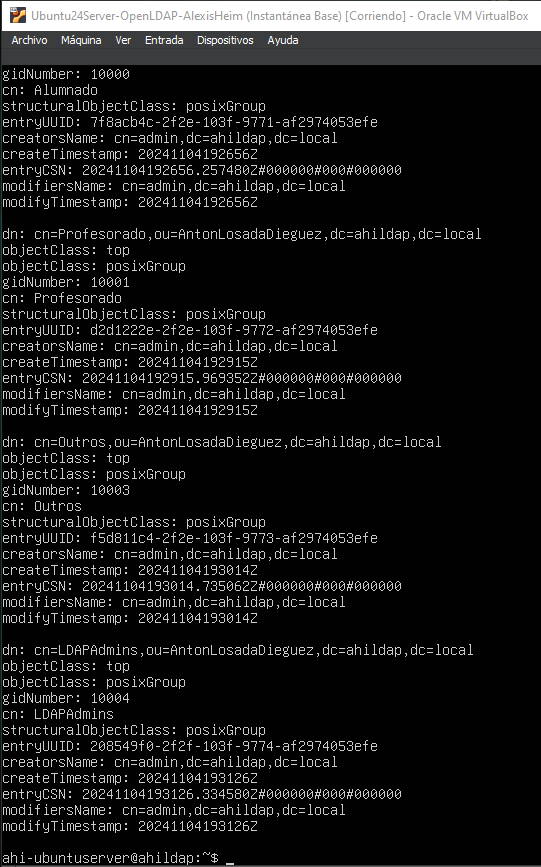 Ubuntu24Server-OpenLDAP-AlexisHeim (Instantánea Base) [Corriendo] - Oracle VM VirtualBox
Archivo Máquina Ver Entrada Dispositivos Ayuda
gidNumber: 10000
cn: Alumnado
structuralObjectClass: posixGroup
entryUUID: 7f8acb4c-2f2e-103f-9771-af2974053efe
creatorsName: cn=admin,dc=ahildap,dc=local
createTimestamp: 20241104192656Z
entryCSN: 20241104192656.257480Z#000000#000#000000
modifiersName: cn=admin,dc=ahildap,dc=local
modifyTimestamp: 20241104192656Z
dn: cn=Profesorado,ou=AntonLosadaDieguez,dc=ahildap,dc=local
objectClass: top
objectClass: posixGroup
gidNumber: 10001
cn: Profesorado
structuralObjectClass: posixGroup
entryUUID: d2d1222e-2f2e-103f-9772-af2974053efe
creatorsName: cn=admin,dc=ahildap,dc=local
createTimestamp: 20241104192915Z
entryCSN: 20241104192915.969352Z#000000#000#000000
modifiersName: cn=admin,dc=ahildap,dc=local
modifyTimestamp: 20241104192915Z
dn: cn=Outros,ou=AntonLosadaDieguez,dc=ahildap,dc=local
objectClass: top
objectClass: posixGroup
gidNumber: 10003
cn: Outros
structuralObjectClass: posixGroup
entryUUID: f5d811c4-2f2e-103f-9773-af2974053efe
creatorsName: cn=admin,dc=ahildap,dc=local
createTimestamp: 20241104193014Z
entryCSN: 20241104193014.735062Z#000000#000#000000
modifiersName: cn=admin,dc=ahildap,dc=local
modifyTimestamp: 20241104193014Z
dn: cn=LDAPAdmins,ou=AntonLosadaDieguez,dc=ahildap,dc=local
objectClass: top
objectClass: posixGroup
gidNumber: 10004
cn: LDAPAdmins
structuralObjectClass: posixGroup
entryUUID: 208549f0-2f2f-103f-9774-af2974053efe
creatorsName: cn=admin,dc=ahildap,dc=local
createTimestamp: 20241104193126Z
entryCSN: 20241104193126.334580Z#000000#000#000000
modifiersName: cn=admin,dc=ahildap,dc=local
modifyTimestamp: 20241104193126Z
ahi-ubuntuserver@ahildap:~$ _